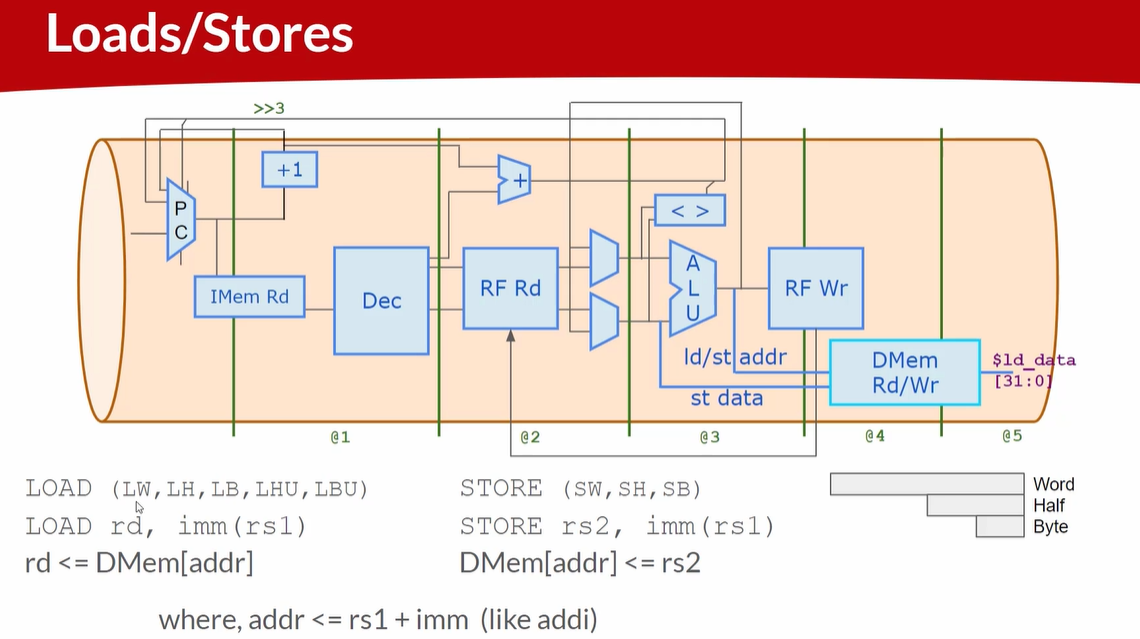 Loads/Stores
>>3
+1
+
P
C
< >
A
L
U
IMem Rd
Dec
RF Rd
RF Wr
ld/st addr
st data
DMem
Rd/Wr
$ld_data
[31:0]
@1
@2
@3
@4
@5
LOAD (LW,LH,LB,LHU,LBU)
LOAD rd, imm(rs1)
rd <= DMem[addr]
STORE (SW,SH,SB)
STORE rs2, imm(rs1)
DMem[addr] <= rs2
Word
Half
Byte
where, addr <= rs1 + imm (like addi)